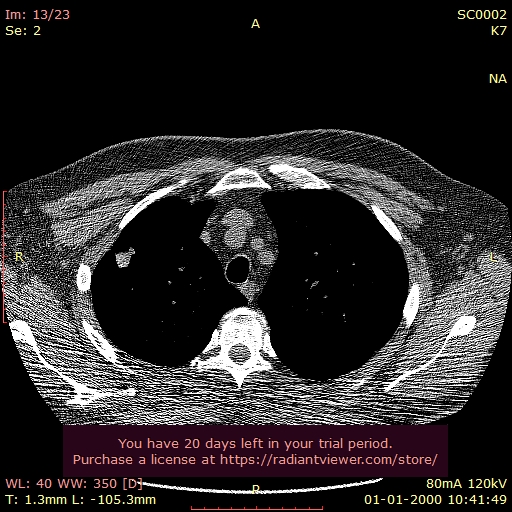 Im: 13/23
Se: 2
A
SC0002
K7
NA
R
L
You have 20 days left in your trial period.
Purchase a license at https://radiantviewer.com/store/
WL: 40 WW: 350 [D]
T: 1.3mm L: -105.3mm
P
80mA 120kV
01-01-2000 10:41:49